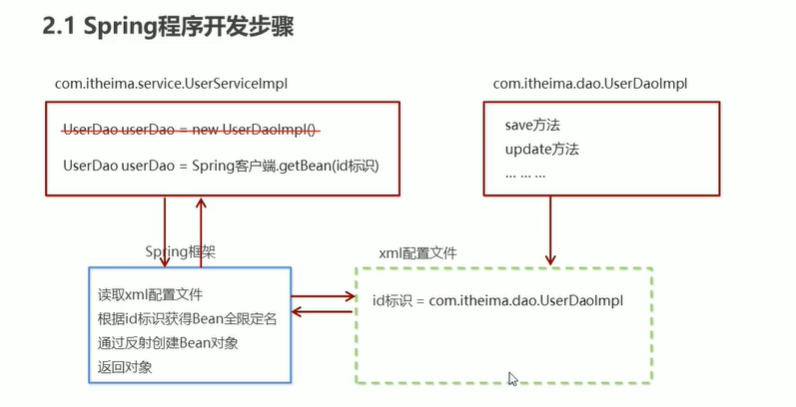 2.1 Spring程序开发步骤
com.itheima.service.UserServiceImpl
UserDao userDao = new UserDaoImpl()
UserDao userDao = Spring客户端.getBean(id标识)
com.itheima.dao.UserDaoImpl
save方法
update方法
... ... ...
Spring框架
读取xml配置文件
根据id标识获得Bean全限定名
通过反射创建Bean对象
返回对象
xml配置文件
id标识 = com.itheima.dao.UserDaoImpl